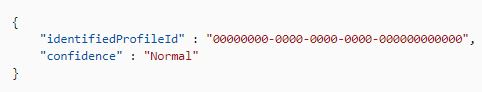 {
"identifiedProfileId" : "00000000-0000-0000-0000-000000000000",
"confidence" : "Normal"
}